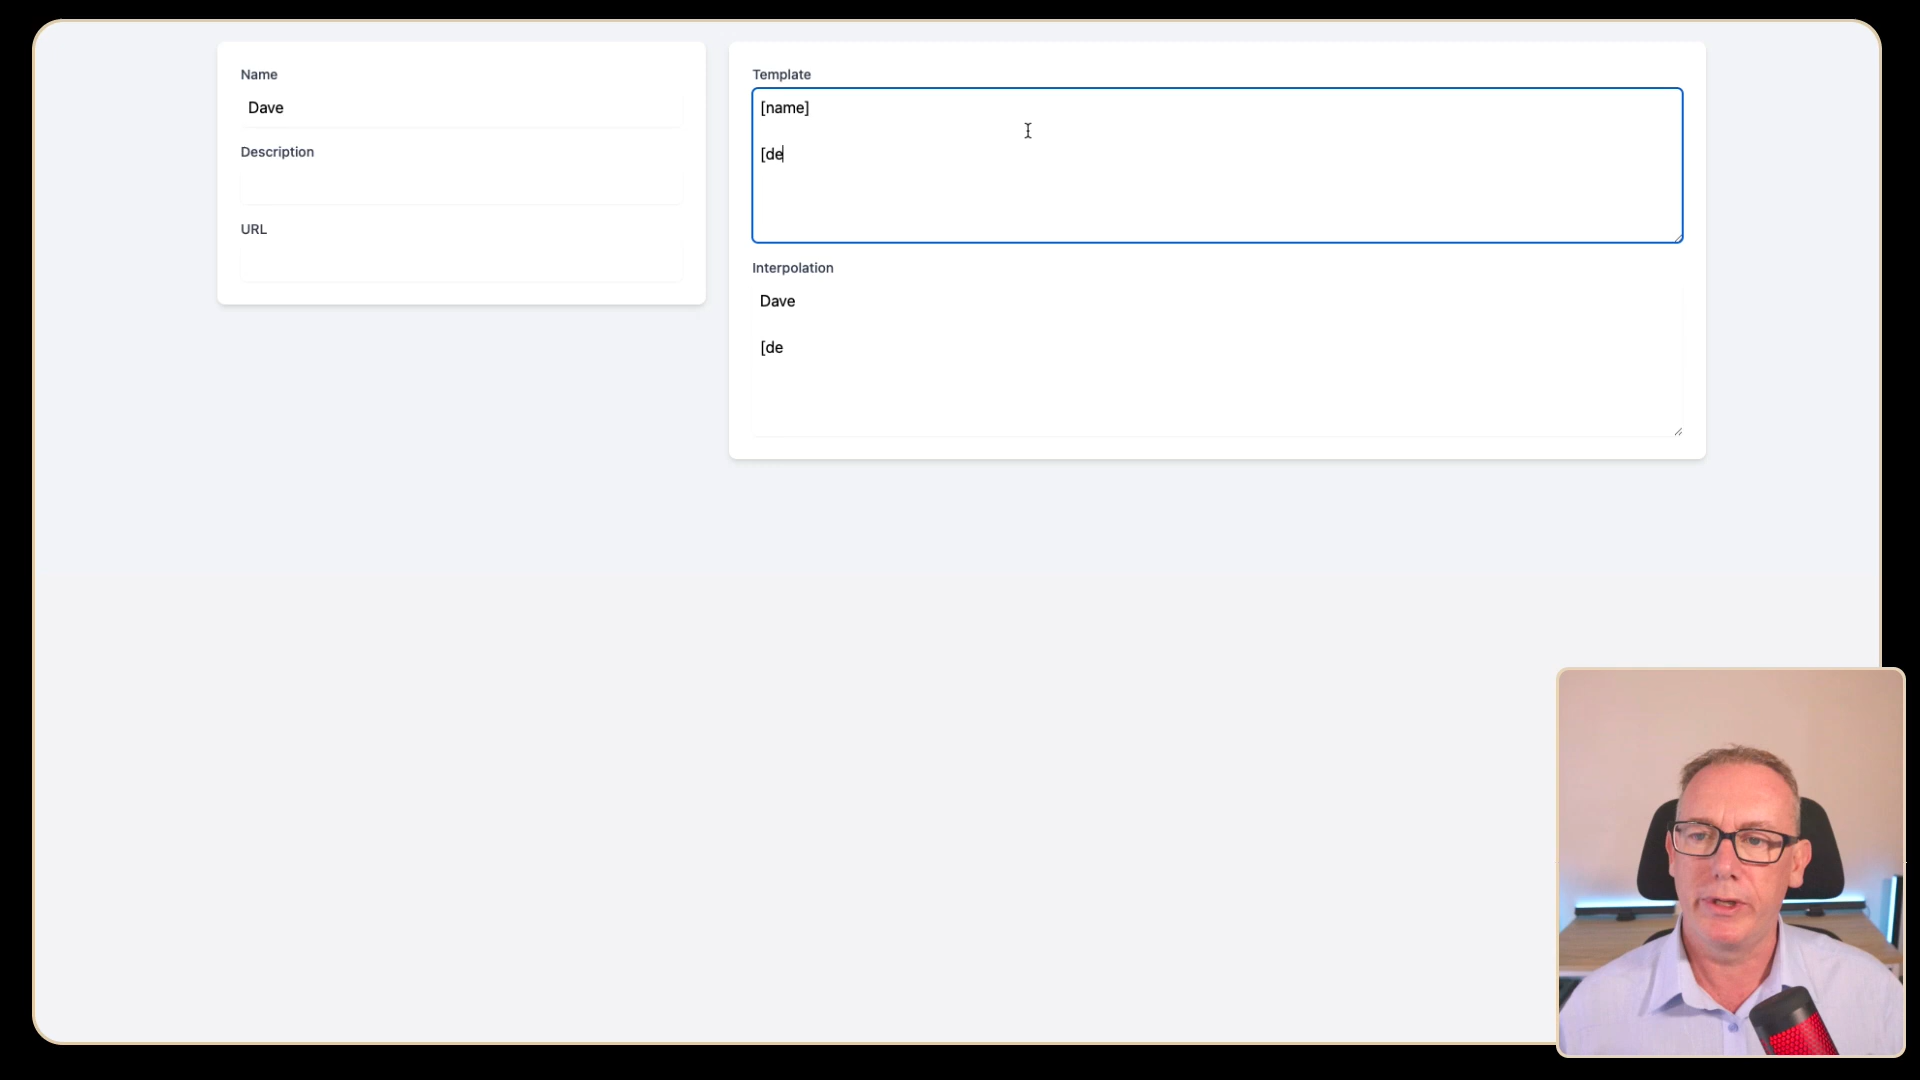 Name
Dave
Description
URL
Template
[name]
[de
Interpolation
Dave
[de